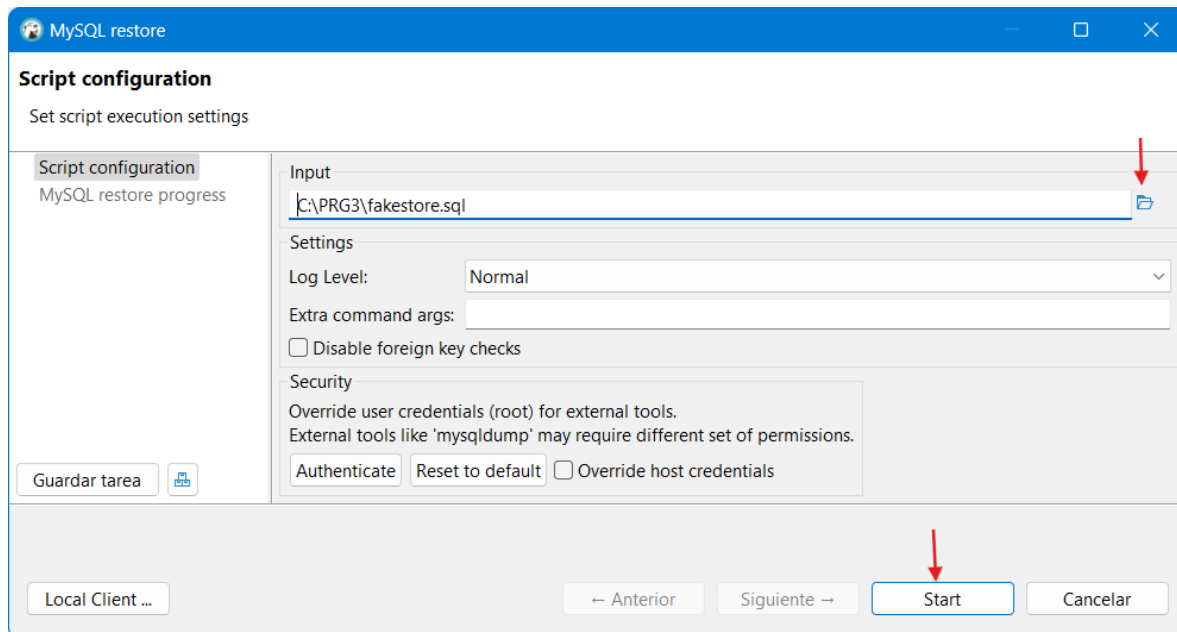 MySQL restore
Script configuration
Set script execution settings
Script configuration
MySQL restore progress
Input
C:\PRG3\fakestore.sql
Settings
Log Level: Normal
Extra command args:
Disable foreign key checks
Security
Override user credentials (root) for external tools.
External tools like 'mysqldump' may require different set of permissions.
Authenticate Reset to default Override host credentials
Guardar tarea
Local Client ... ← Anterior Siguiente → Start Cancelar